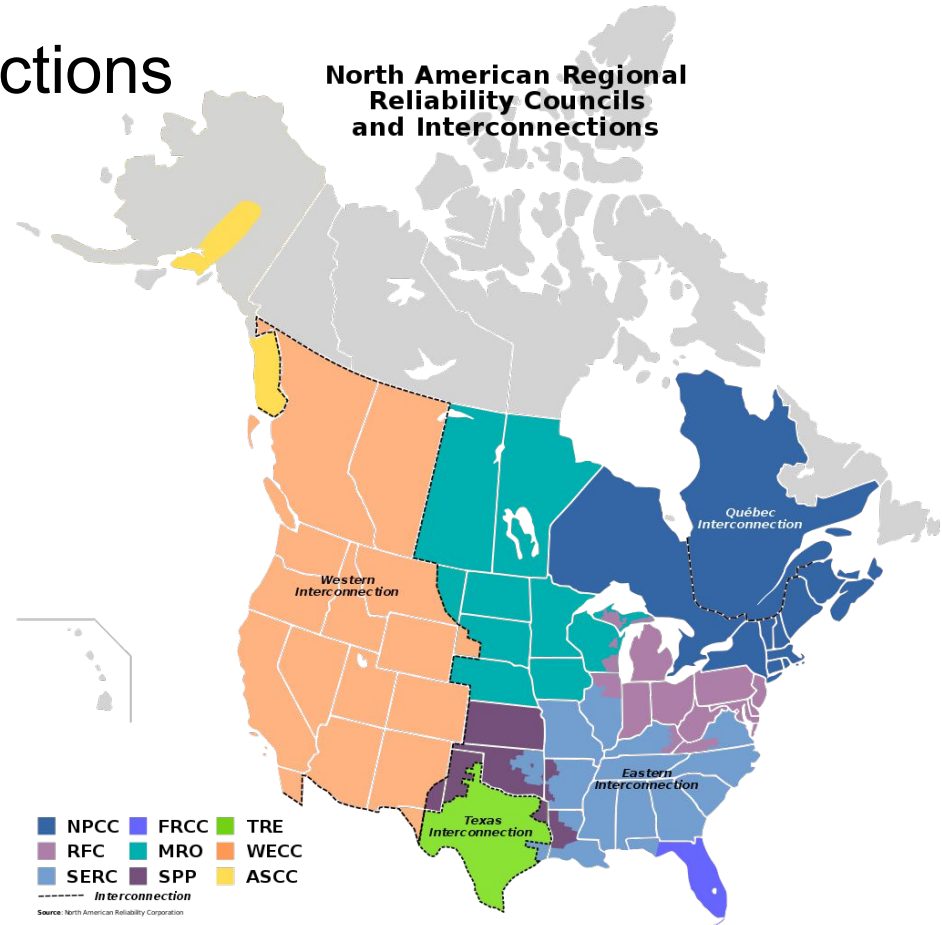 ctions
North American Regional
Reliability Councils
and Interconnections
Québec
Interconnection
Western
Interconnection
Eastern
Interconnection
Texas
Interconnection
NPCC FRCC TRE
RFC MRO WECC
SERC SPP ASCC
Interconnection
Source: North American Reliability Corporation